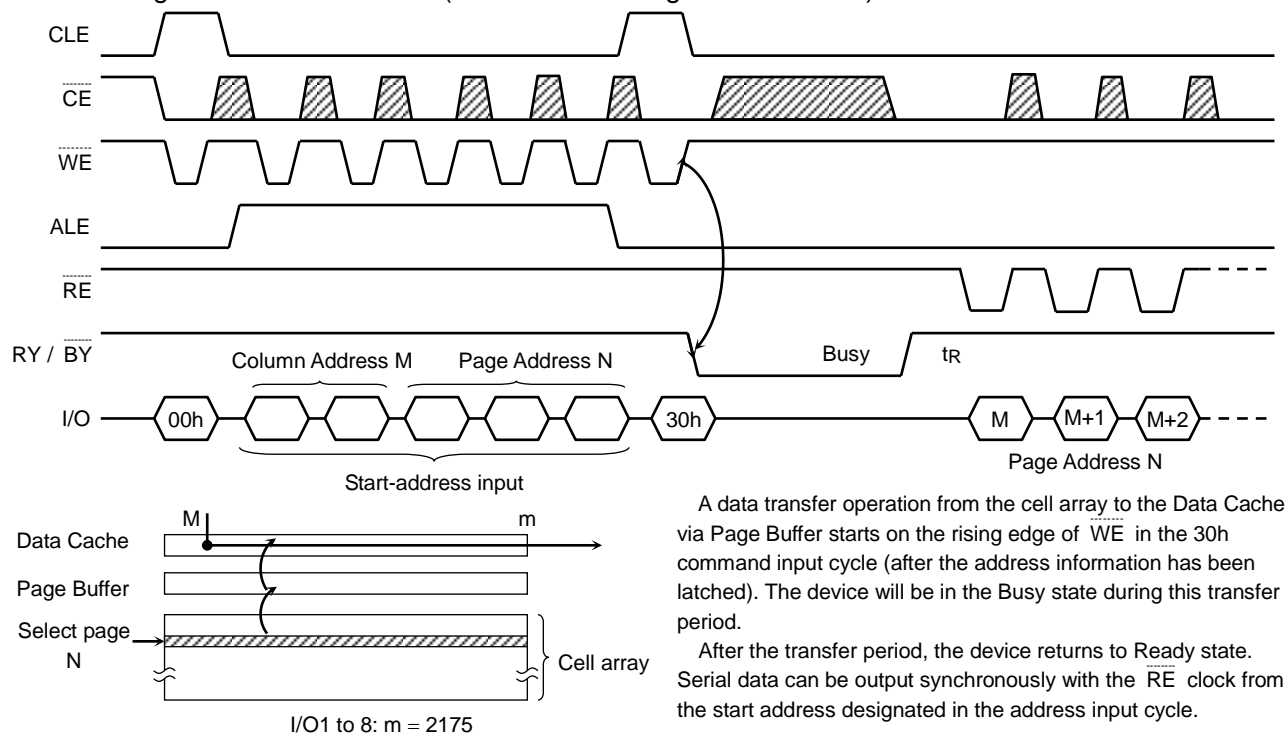 CLE
CE
WE
ALE
RE
RY / BY
Busy
tR
Column Address M
Page Address N
I/O
00h
30h
M
M+1
M+2
Start-address input
Page Address N
M
m
Data Cache
Page Buffer
Select page
N
Cell array
I/O1 to 8: m = 2175
A data transfer operation from the cell array to the Data Cache
via Page Buffer starts on the rising edge of WE in the 30h
command input cycle (after the address information has been
latched). The device will be in the Busy state during this transfer
period.
After the transfer period, the device returns to Ready state.
Serial data can be output synchronously with the RE clock from
the start address designated in the address input cycle.